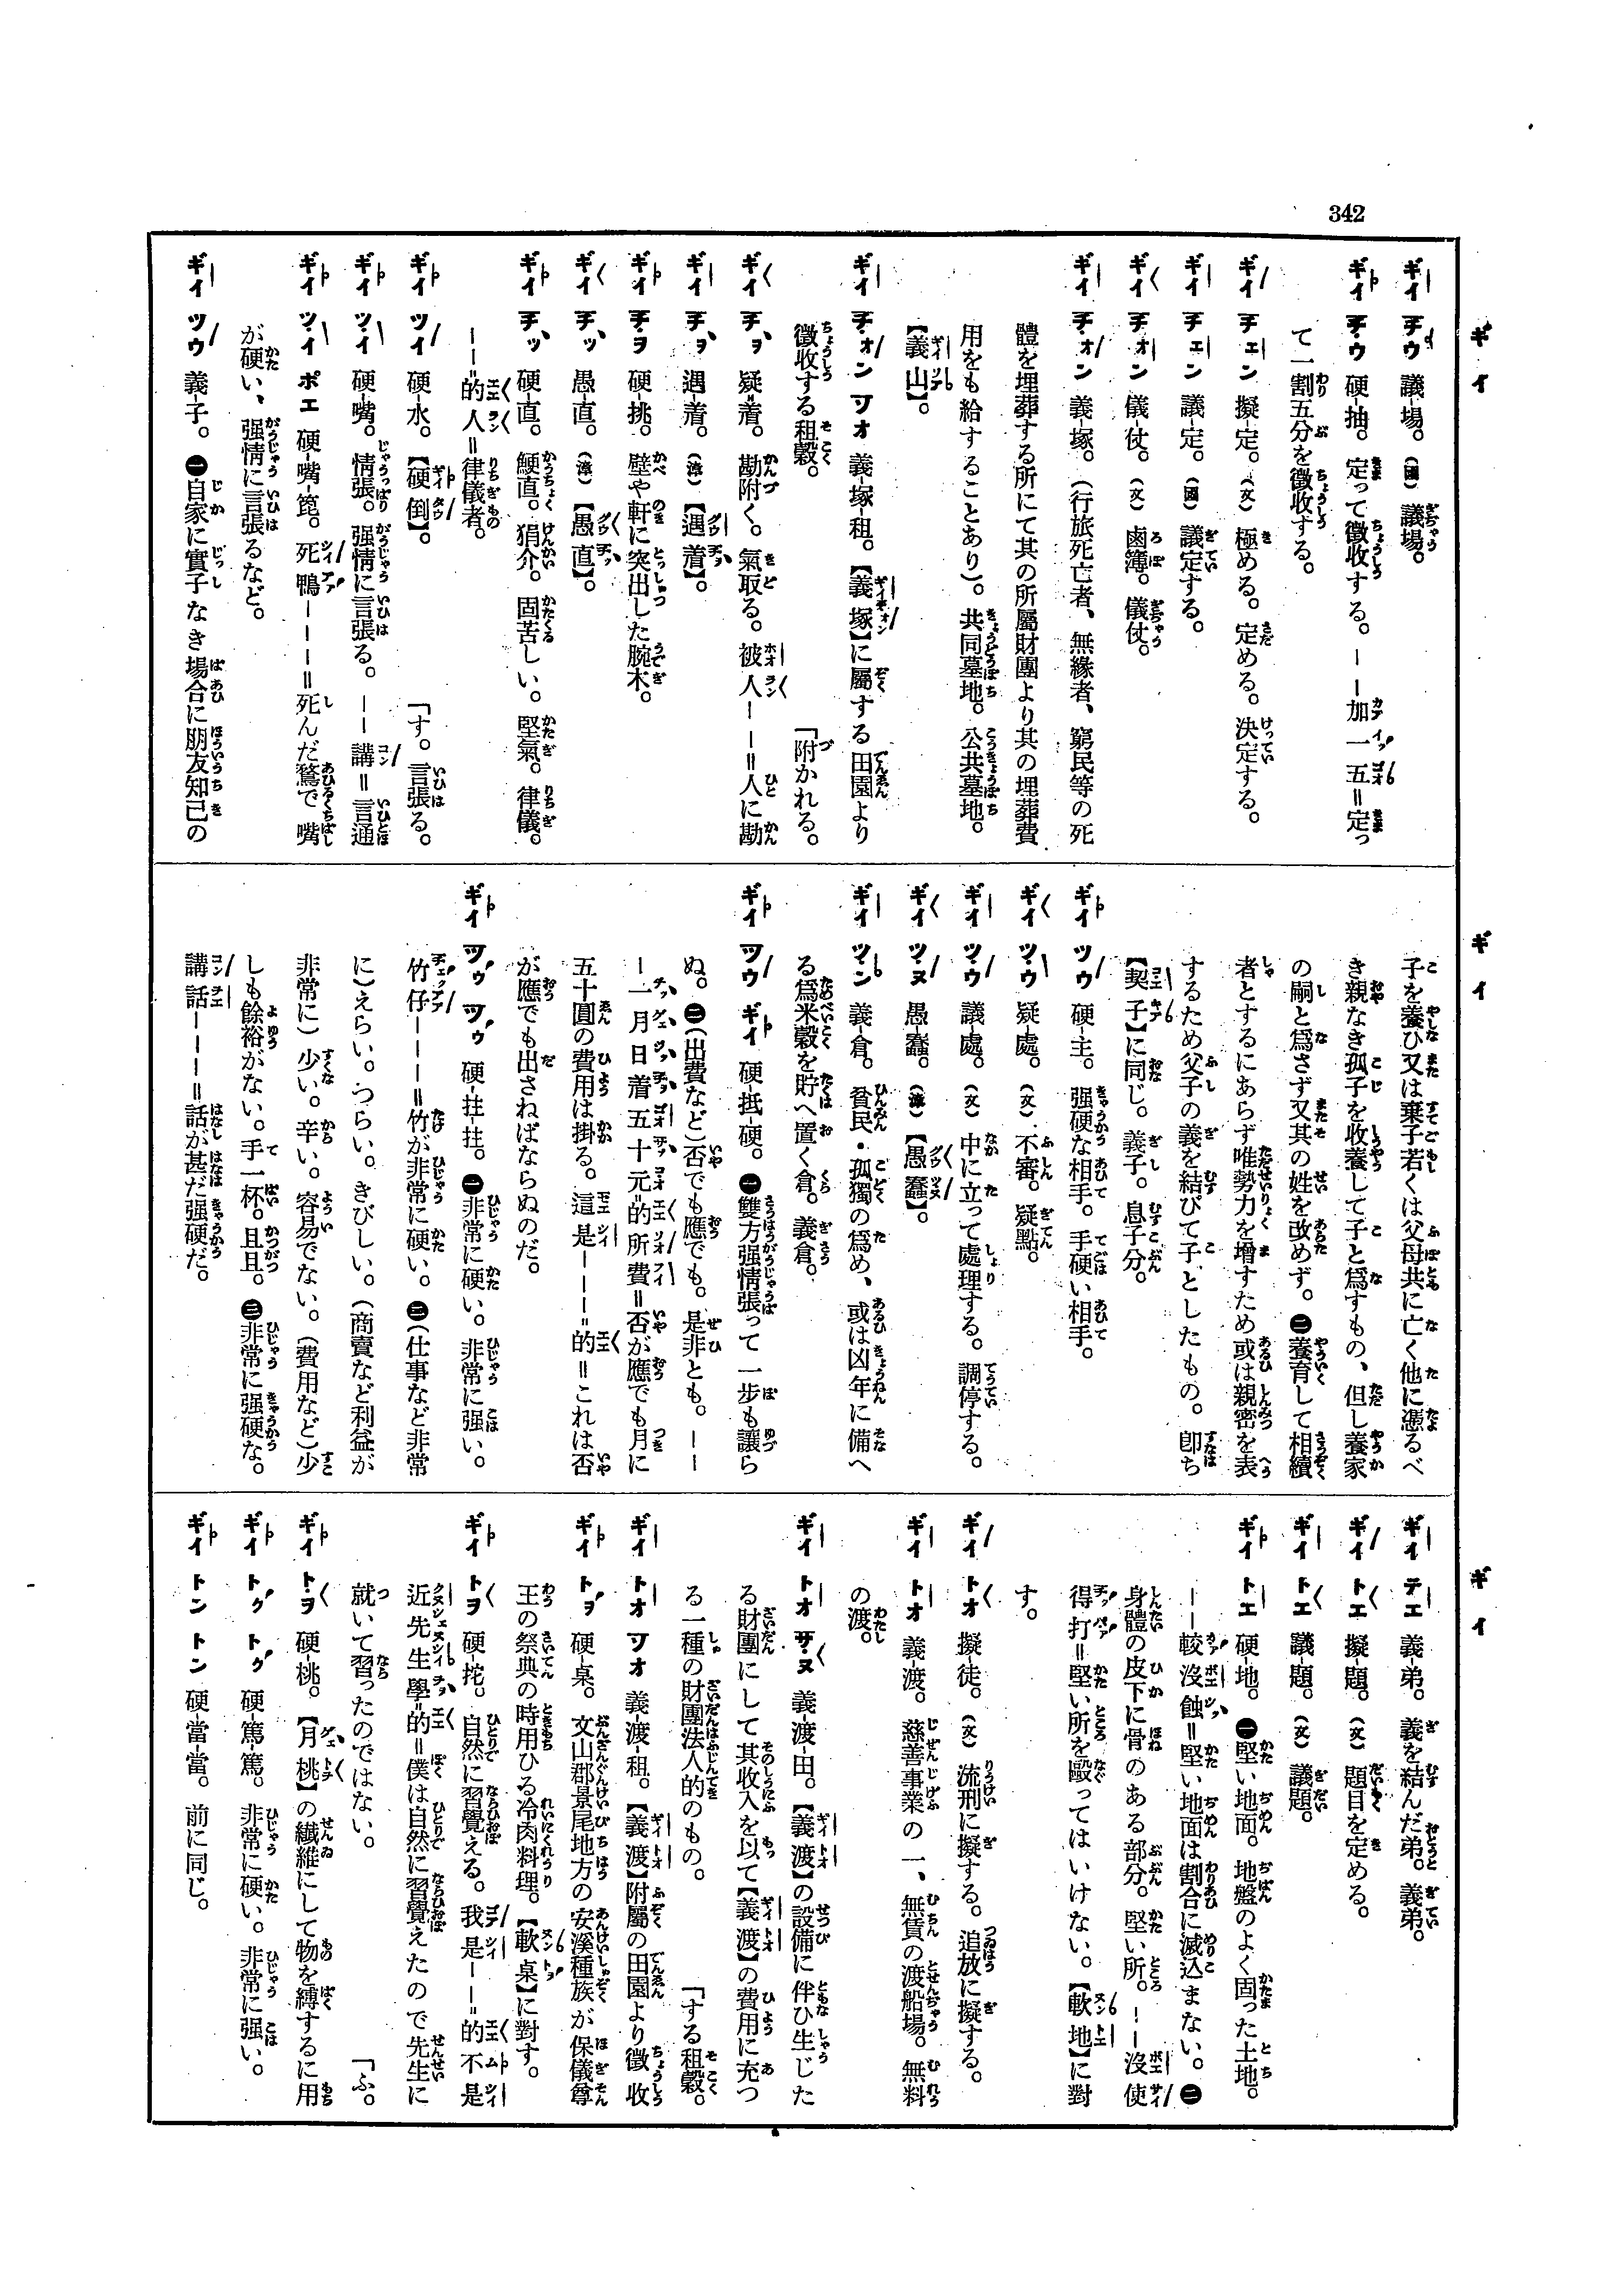 342
ギイ
ギイ チウ 議-場。(國)議場。
ギイ チウ 硬-抽。定って徵收する。――加一五=定っ
て一割五分を徵收する。
ギイ チエン 擬-定。(文)極める。定める。決定する。
ギイ チエン 議-定。(國)議定する。
ギイ チオン 儀-仗。(文)鹵簿。儀仗。
ギイ チオン 義-塚。(行旅死亡者、無緣者、窮民等の死
體を埋葬する所にて其の所屬財團より其の埋葬費
用をも給することあり)。共同墓地。公共墓地。
【義山】。
ギイ チオン ツオ 義-塚-租。【義塚】に屬する田園より
徵收する租穀。 「附かれる。
ギイ チヲ 疑=着。勘附く。氣取る。被人――=人に勘
ギイ チヲ 遇=着。(漳)【遇着】。
ギイ チヲ 硬-挑。壁や軒に突出した腕木。
ギイ チッ 愚-直。(漳)【愚直】。
ギイ チッ 硬-直。鯁直。狷介。固苦しい。堅氣。律儀。
――=的人=律儀者。
ギイ ツイ 硬-水。【硬倒】。 「す。言張る。
ギイ ツイ 硬-嘴。情張。强情に言張る。――講=言通
ギイ ツイ ポエ 硬-嘴-篦。死鴨―――=死んだ鶩で嘴
が硬い、强情に言張るなど。
ギイ ツウ 義-子。㊀自家に實子なき場合に朋友知己の
ギイ
子を養ひ又は棄子若くは父母共に亡く他に憑るべ
き親なき孤子を收養して子と爲すもの、但し養家
の嗣と爲さず又其の姓を改めず。㊁養育して相續
者とするにあらず唯勢力を增すため或は親密を表
するため父子の義を結びて子としたもの。卽ち
【契子】に同じ。義子。息子分。
ギイ ツウ 硬-主。强硬な相手。手硬い相手。
ギイ ツウ 疑-處。(文)不審。疑點。
ギイ ツウ 議-處。(文)中に立って處理する。調停する。
ギイ ツヌ 愚-蠢。(漳)【愚蠢】。
ギイ ツン 義-倉。貧民・孤獨の爲め、或は凶年に備へ
る爲米穀を貯へ置く倉。義倉。
ギイ ツウ ギイ 硬-抵-硬。㊀雙方强情張って一步も讓ら
ぬ。㊁(出費など)否でも應でも。是非とも。――
―一月日着五十元=的所費=否が應でも月に
五十圓の費用は掛る。這是―――=的=これは否
が應でも出さねばならぬのだ。
ギイ ツウ ツウ 硬-拄-拄。㊀非常に硬い。非常に强い。
竹仔―――=竹が非常に硬い。㊁(仕事など非常
に)えらい。つらい。きびしい。(商賣など利益が
非常に)少い。辛い。容易でない。(費用など)少
しも餘裕がない。手一杯。且且。㊂非常に强硬な。
講話―――=話が甚だ强硬だ。
ギイ
ギイ テエ 義-弟。義を結んだ弟。義弟。
ギイ トエ 擬-題。(文)題目を定める。
ギイ トエ 議-題。(文)議題。
ギイ トエ 硬-地。㊀堅い地面。地盤のよく固った土地。
――較沒蝕=堅い地面は割合に滅込まない。㊁
身體の皮下に骨のある部分。堅い所。――沒使
得打=堅い所を毆ってはいけない。【軟地】に對
す。
ギイ トオ 擬-徒。(文)流刑に擬する。追放に擬する。
ギイ トオ 義-渡。慈善事業の一、無賃の渡船場。無料
の渡。
ギイ トオ ザヌ 義-渡-田。【義渡】の設備に伴ひ生じた
る財團にして其收入を以て【義渡】の費用に充つ
る一種の財團法人的のもの。 「する租穀。
ギイ トオ ツオ 義-渡-租。【義渡】附屬の田園より徵收
ギイ トヲ 硬-桌。文山郡景尾地方の安溪種族が保儀尊
王の祭典の時用ひる冷肉料理。【軟桌】に對す。
ギイ トヲ 硬-挓。自然に習覺える。我是――=的不是
近先生學=的=僕は自然に習覺えたので先生に
就いて習ったのではない。 「ふ。
ギイ トヲ 硬-桃。【月桃】の纖維にして物を縛するに用
ギイ トゥ トゥ 硬篤篤。非常に硬い。非常に强い。
ギイ トン トン 硬-當-當。前に同じ。